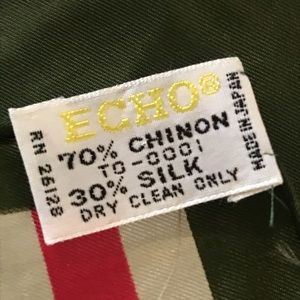 ECHO®
70% CHINON
TO-0001
30% SILK
DRY CLEAN ONLY
RN 26128
MADE IN JAPAN